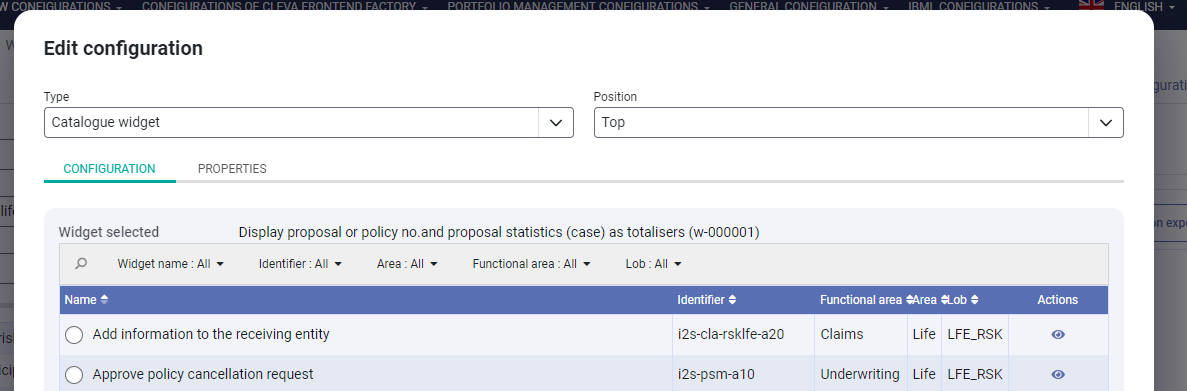 W CONFIGURATIONS
CONFIGURATIONS OF CLEVA FRONTEND FACTORY
PORTFOLIO MANAGEMENT CONFIGURATIONS
GENERAL CONFIGURATION
IBML CONFIGURATIONS
ENGLISH
Edit configuration
Type
Position
Catalogue widget
Top
CONFIGURATION
PROPERTIES
Widget selected
Display proposal or policy no.and proposal statistics (case) as totalisers (w-000001)
Widget name : All
Identifier : All
Area : All
Functional area : All
Lob : All
Name
Identifier
Functional area
Area
Lob
Actions
Add information to the receiving entity
i2s-cla-rsklfe-a20
Claims
Life
LFE_RSK
Approve policy cancellation request
i2s-psm-a10
Underwriting
Life
LFE_RSK